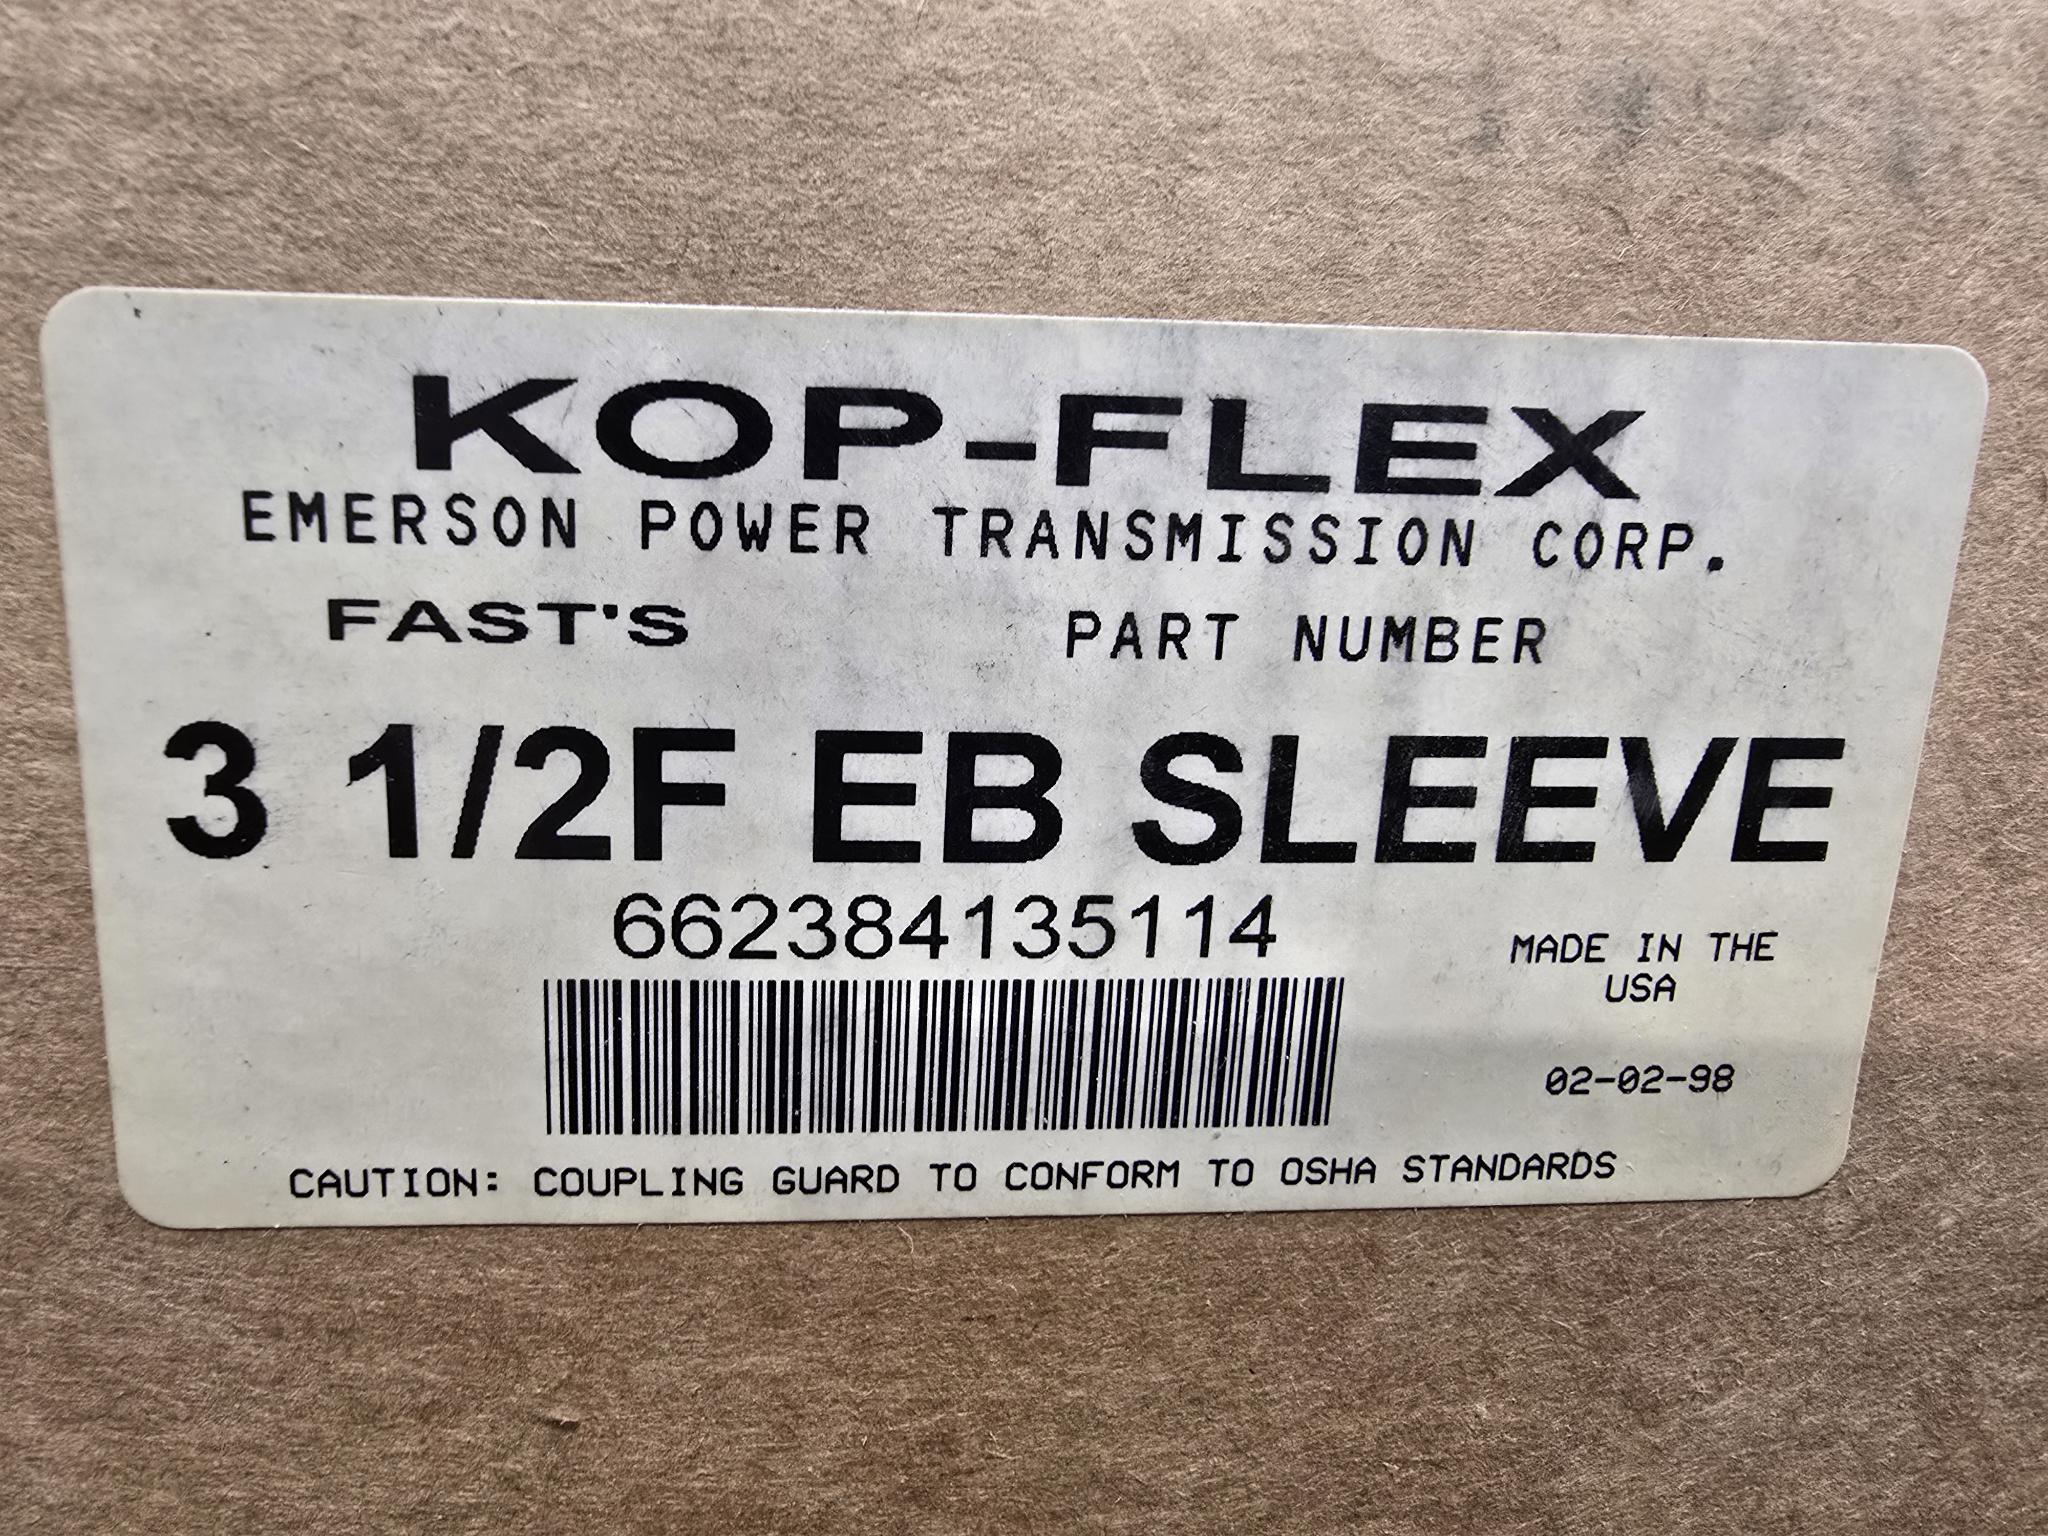 KOP-FLEX
EMERSON POWER TRANSMISSION CORP.
FAST'S PART NUMBER
3 1/2F EB SLEEVE
662384135114
MADE IN THE
USA
02-02-98
CAUTION: COUPLING GUARD TO CONFORM TO OSHA STANDARDS